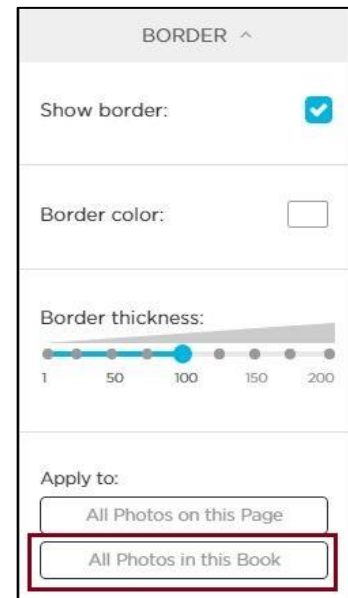 BORDER ^
Show border:
Border color:
Border thickness:
1 50 100 150 200
Apply to:
All Photos on this Page
All Photos in this Book